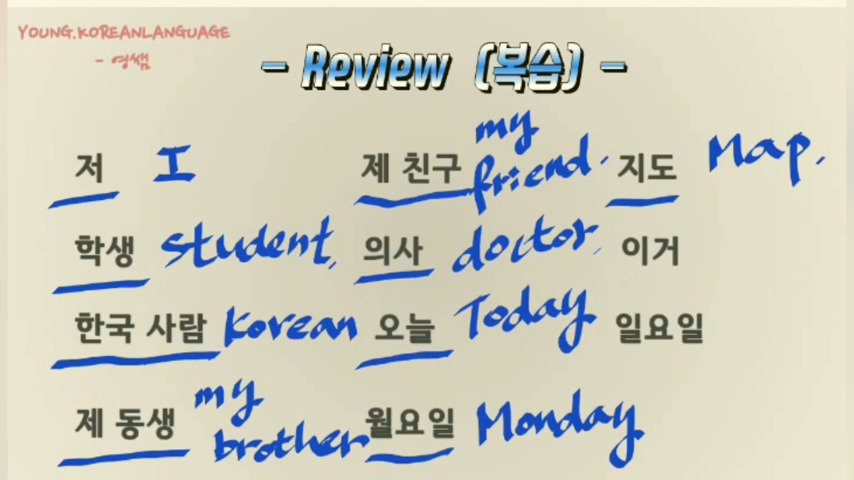 YOUNG.KOREANLANGUAGE
- 영쌤
- Review (복습) -
저 I 제 친구 my friend. 지도 Map.
학생 student. 의사 doctor. 이거
한국 사람 Korean 오늘 Today 일요일
제 동생 my brother 월요일 Monday